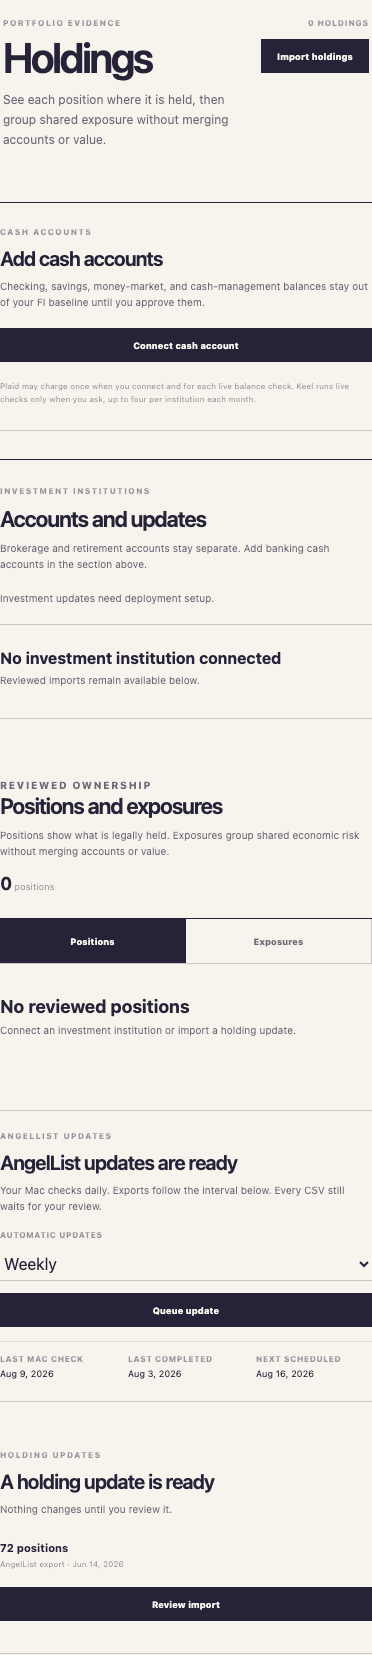 PORTFOLIO EVIDENCE
0 HOLDINGS
Holdings
Import holdings
See each position where it is held, then
group shared exposure without merging
accounts or value.
CASH ACCOUNTS
Add cash accounts
Checking, savings, money-market, and cash-management balances stay out
of your FI baseline until you approve them.
Connect cash account
Plaid may charge once when you connect and for each live balance check. Keel runs live
checks only when you ask, up to four per institution each month.
INVESTMENT INSTITUTIONS
Accounts and updates
Brokerage and retirement accounts stay separate. Add banking cash
accounts in the section above.
Investment updates need deployment setup.
No investment institution connected
Reviewed imports remain available below.
REVIEWED OWNERSHIP
Positions and exposures
Positions show what is legally held. Exposures group shared economic risk
without merging accounts or value.
0 positions
Positions
Exposures
No reviewed positions
Connect an investment institution or import a holding update.
ANGELLIST UPDATES
AngelList updates are ready
Your Mac checks daily. Exports follow the interval below. Every CSV still
waits for your review.
AUTOMATIC UPDATES
Weekly
Queue update
LAST MAC CHECK
LAST COMPLETED
NEXT SCHEDULED
Aug 9, 2026
Aug 3, 2026
Aug 16, 2026
HOLDING UPDATES
A holding update is ready
Nothing changes until you review it.
72 positions
AngelList export · Jun 14, 2026
Review import